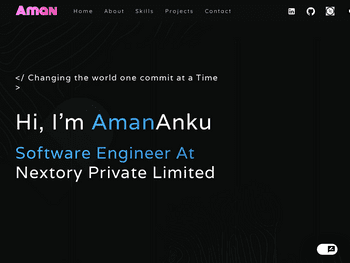 Aman Home About Skills Projects Contact
</ Changing the world one commit at a Time
>
Hi, I'm AmanAnku
Software Engineer At
Nextory Private Limited